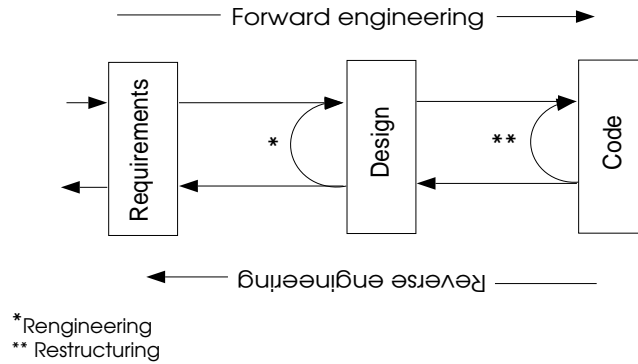 Forward engineering
Requirements
*
Design
**
Code
Reverse engineering
*Rengineering
** Restructuring